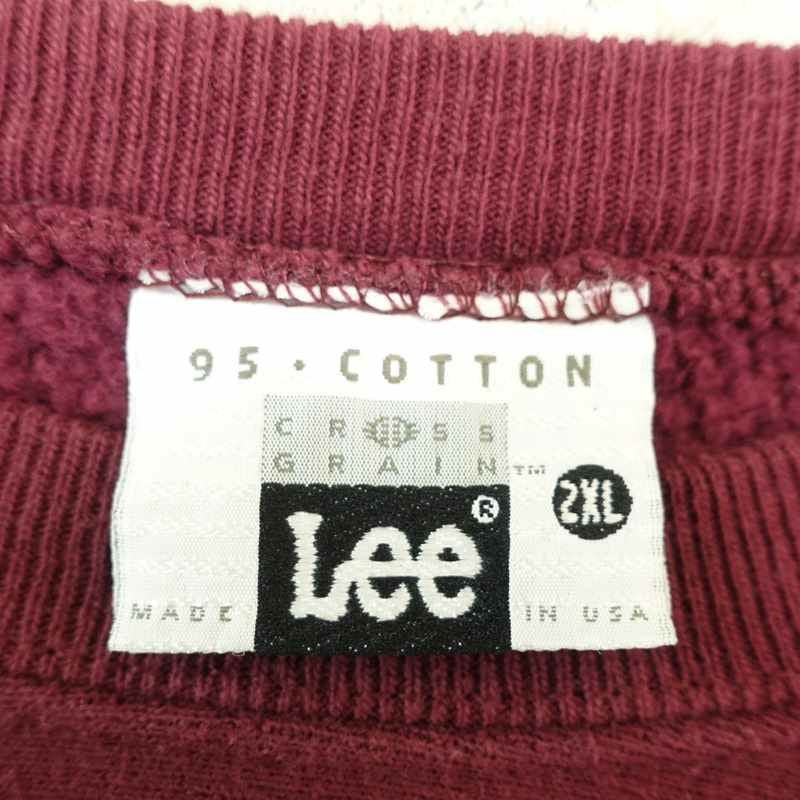 95 • COTTON
CROSS
GRAIN™
Lee®
2XL
MADE IN USA